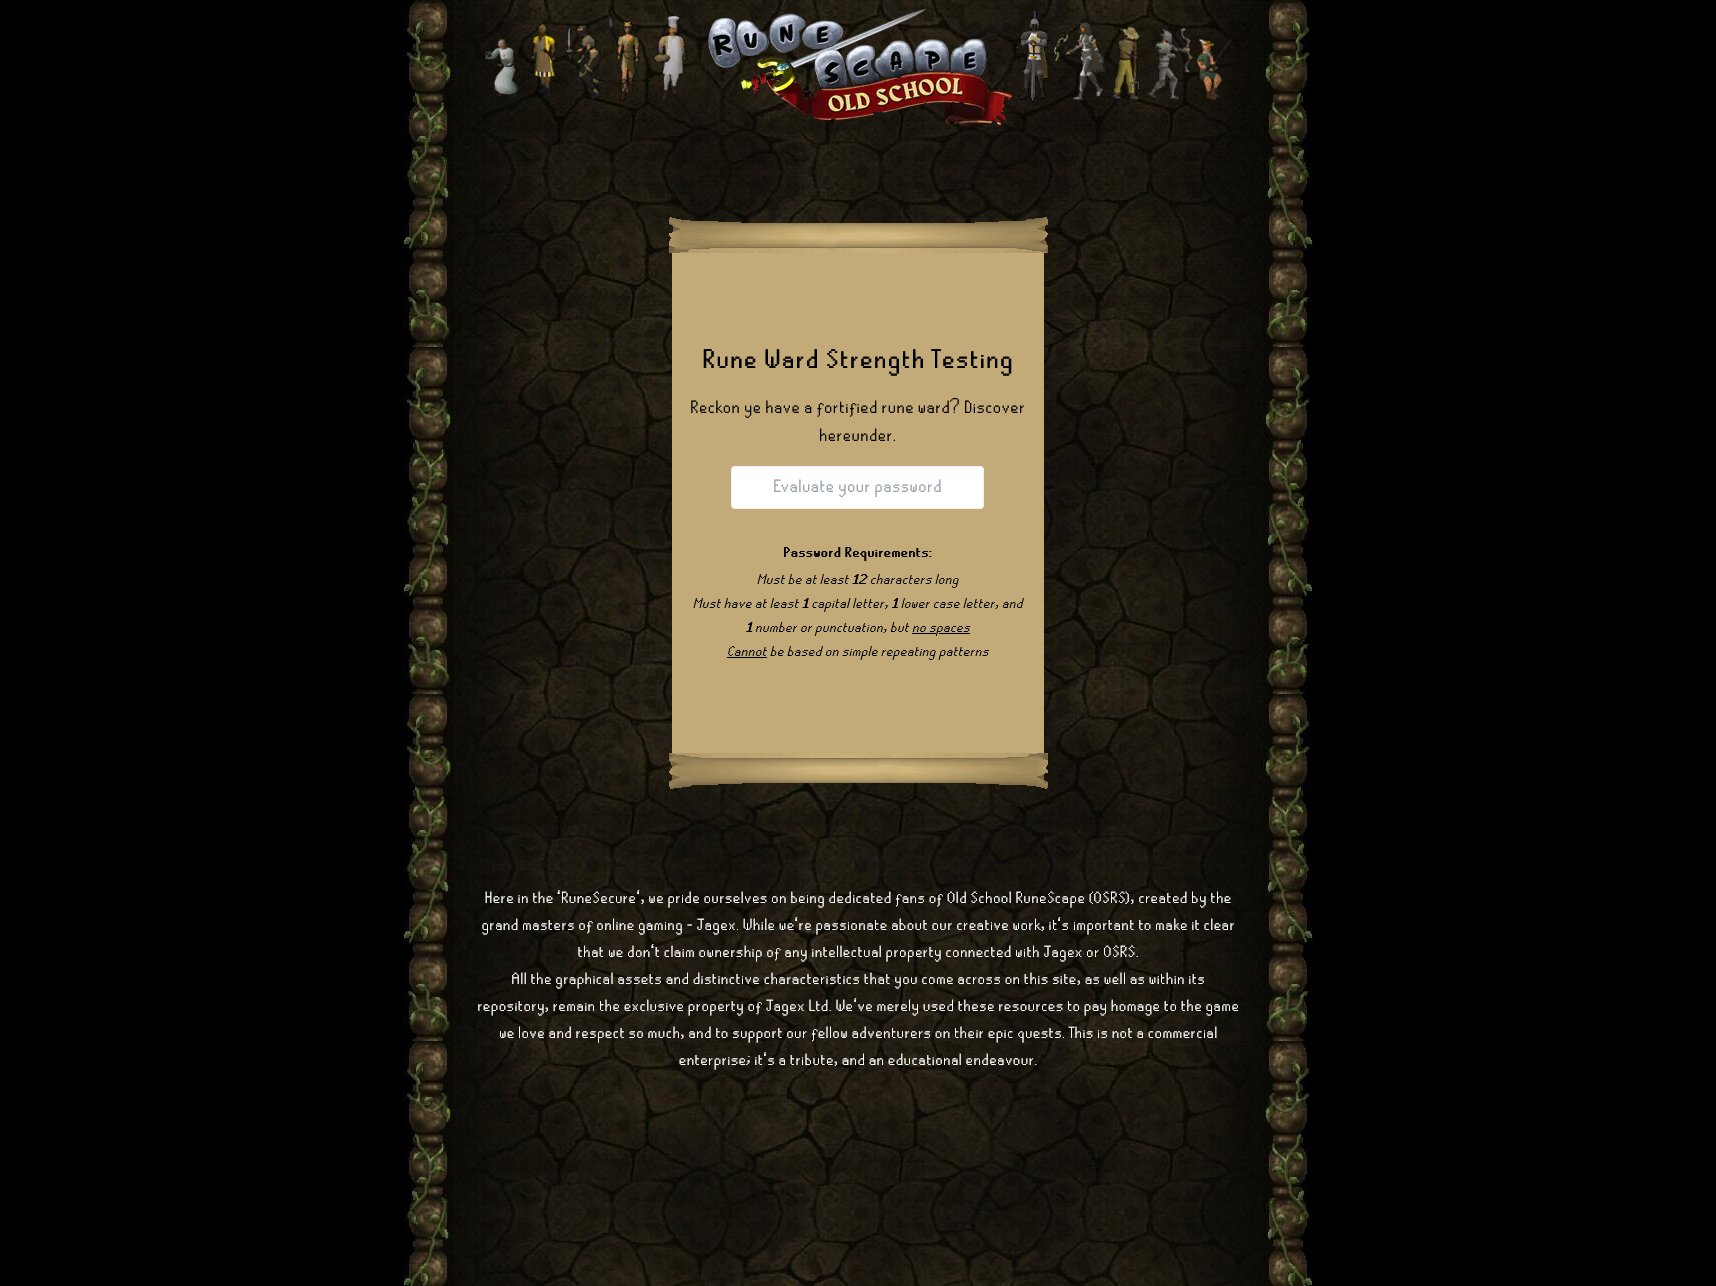 RUNE
SCAPE
OLD SCHOOL
Rune Ward Strength Testing
Reckon ye have a fortified rune ward? Discover
hereunder.
Evaluate your password
Password Requirements:
Must be at least 12 characters long
Must have at least 1 capital letter, 1 lower case letter, and
1 number or punctuation, but no spaces
Cannot be based on simple repeating patterns
Here in the 'RuneSecure', we pride ourselves on being dedicated fans of Old School RuneScape (OSRS), created by the
grand masters of online gaming - Jagex. While we're passionate about our creative work, it's important to make it clear
that we don't claim ownership of any intellectual property connected with Jagex or OSRS.
All the graphical assets and distinctive characteristics that you come across on this site, as well as within its
repository, remain the exclusive property of Jagex Ltd. We've merely used these resources to pay homage to the game
we love and respect so much, and to support our fellow adventurers on their epic quests. This is not a commercial
enterprise; it's a tribute, and an educational endeavour.